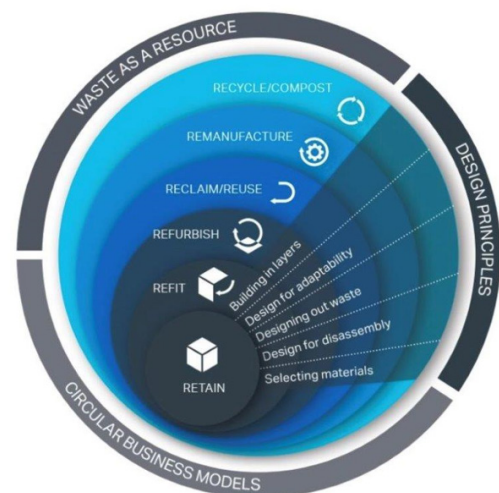 WASTE AS A RESOURCE
DESIGN PRINCIPLES
CIRCULAR BUSINESS MODELS
RECYCLE/COMPOST
REMANUFACTURE
RECLAIM/REUSE
REFURBISH
REFIT
RETAIN
Building in layers
Design for adaptability
Designing out waste
Design for disassembly
Selecting materials